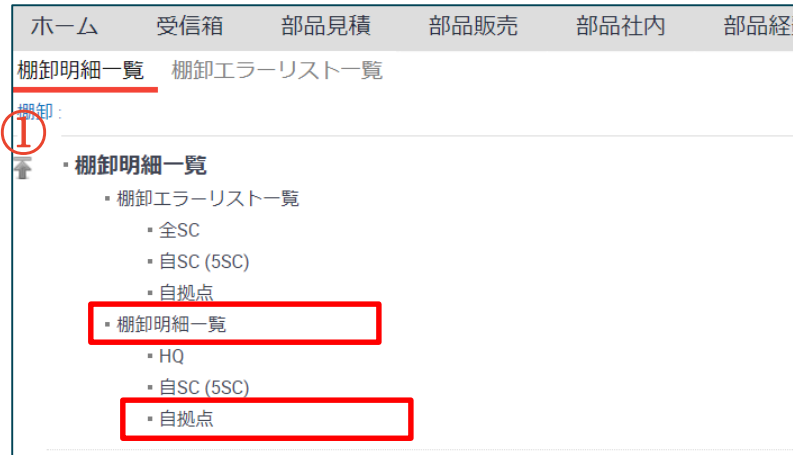 ホーム 受信箱 部品見積 部品販売 部品社内 部品経
棚卸明細一覧 棚卸エラーリスト一覧
棚卸 :
①
棚卸明細一覧
棚卸エラーリスト一覧
全SC
自SC (5SC)
自拠点
棚卸明細一覧
HQ
自SC (5SC)
自拠点